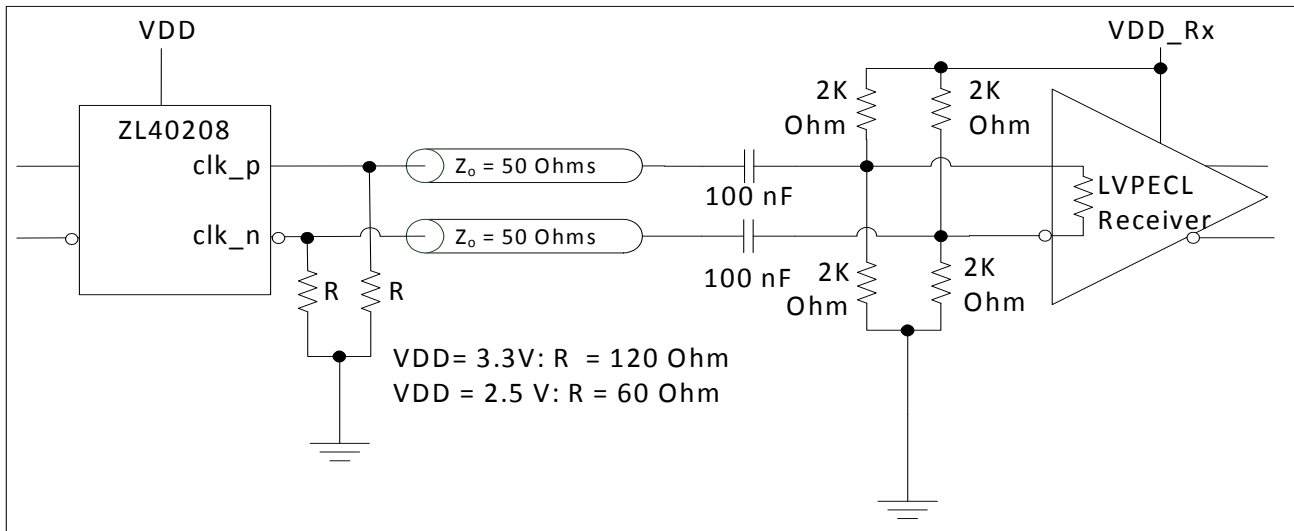 VDD
VDD_Rx
ZL40208
clk_p
clk_n
Zₒ = 50 Ohms
Zₒ = 50 Ohms
100 nF
100 nF
2K
Ohm
2K
Ohm
2K
Ohm
2K
Ohm
LVPECL
Receiver
R
R
VDD= 3.3V: R = 120 Ohm
VDD = 2.5 V: R = 60 Ohm